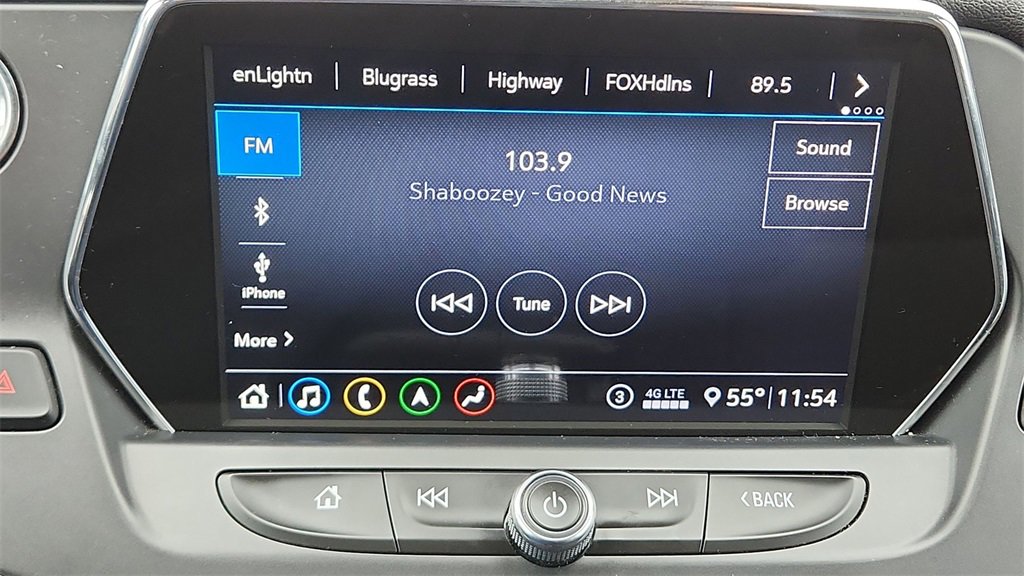 enLightn Blugrass Highway FOXHdlns 89.5
FM
103.9
Shaboozey - Good News
Sound
Browse
iPhone
Tune
More
3 4G LTE 55° 11:54
BACK